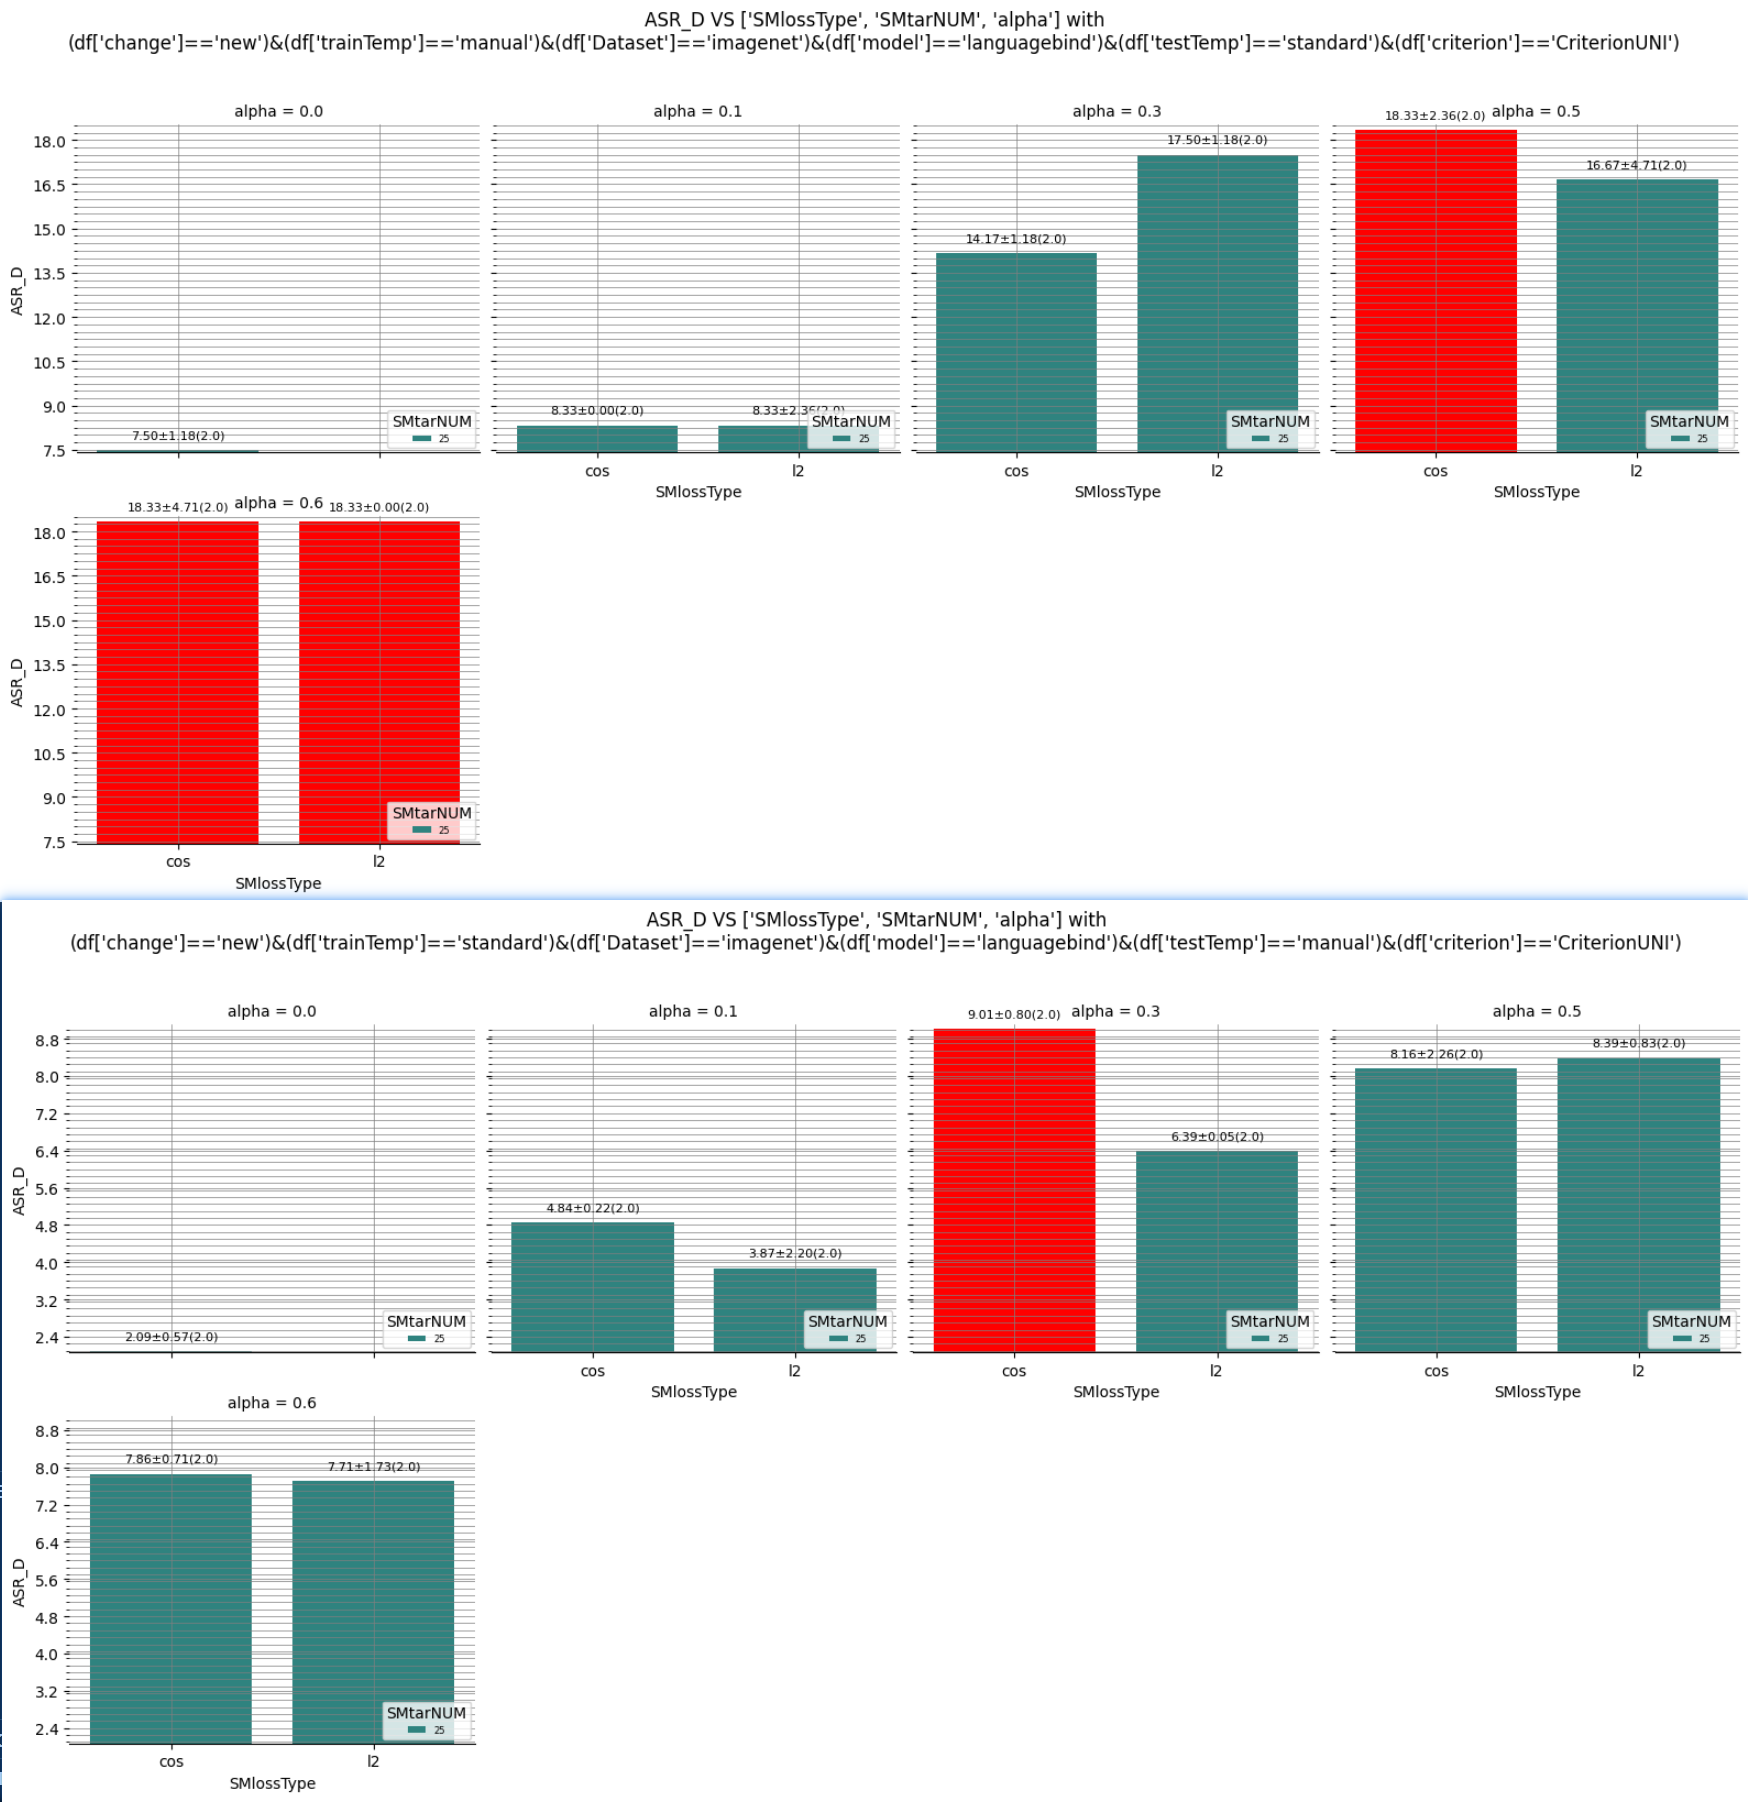 ASR_D VS ['SMlossType', 'SMtarNUM', 'alpha'] with
(df['change']=='new')&(df['trainTemp']=='manual')&(df['Dataset']=='imagenet')&(df['model']=='languagebind')&(df['testTemp']=='standard')&(df['criterion']=='CriterionUNI')
alpha = 0.0
alpha = 0.1
alpha = 0.3
18.33±2.36(2.0) alpha = 0.5
18.0
16.5
15.0
13.5
12.0
10.5
9.0
7.5
ASR_D
7.50±1.18(2.0)
SMtarNUM
25
8.33±0.00(2.0)
8.33±2.36(2.0)
SMtarNUM
25
cos
l2
SMlossType
14.17±1.18(2.0)
17.50±1.18(2.0)
SMtarNUM
25
cos
l2
SMlossType
16.67±4.71(2.0)
SMtarNUM
25
cos
l2
SMlossType
18.33±4.71(2.0) alpha = 0.6 18.33±0.00(2.0)
18.0
16.5
15.0
13.5
12.0
10.5
9.0
7.5
ASR_D
SMtarNUM
25
cos
l2
SMlossType
ASR_D VS ['SMlossType', 'SMtarNUM', 'alpha'] with
(df['change']=='new')&(df['trainTemp']=='standard')&(df['Dataset']=='imagenet')&(df['model']=='languagebind')&(df['testTemp']=='manual')&(df['criterion']=='CriterionUNI')
alpha = 0.0
alpha = 0.1
9.01±0.80(2.0) alpha = 0.3
alpha = 0.5
8.8
8.0
7.2
6.4
5.6
4.8
4.0
3.2
2.4
ASR_D
2.09±0.57(2.0)
SMtarNUM
25
4.84±0.22(2.0)
3.87±2.20(2.0)
SMtarNUM
25
cos
l2
SMlossType
6.39±0.05(2.0)
SMtarNUM
25
cos
l2
SMlossType
8.16±2.26(2.0)
8.39±0.83(2.0)
SMtarNUM
25
cos
l2
SMlossType
alpha = 0.6
8.8
8.0
7.2
6.4
5.6
4.8
4.0
3.2
2.4
ASR_D
7.86±0.71(2.0)
7.71±1.73(2.0)
SMtarNUM
25
cos
l2
SMlossType